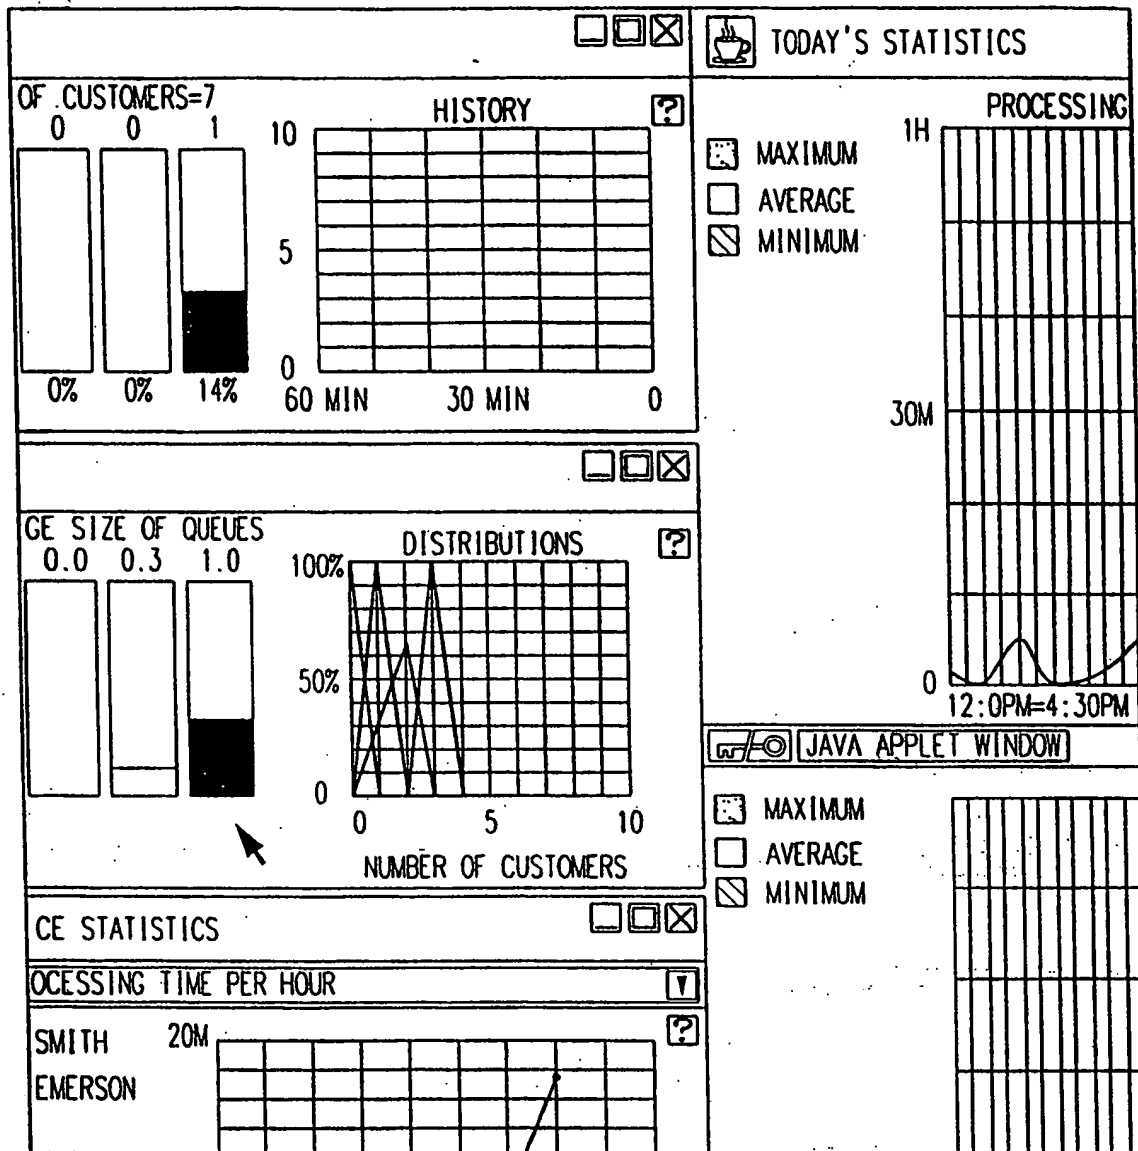 OF .CUSTOMERS=7
0 0 1
0% 0% 14%
HISTORY
?
10
5
0
60 MIN 30 MIN 0
GE SIZE OF QUEUES
0.0 0.3 1.0
DISTRIBUTIONS
?
100%
50%
0
0 5 10
NUMBER OF CUSTOMERS
CE STATISTICS
OCESSING TIME PER HOUR
?
SMITH
EMERSON
20M
TODAY'S STATISTICS
PROCESSING
MAXIMUM
AVERAGE
MINIMUM
1H
30M
0
12:0PM=4:30PM
JAVA APPLET WINDOW
MAXIMUM
AVERAGE
MINIMUM